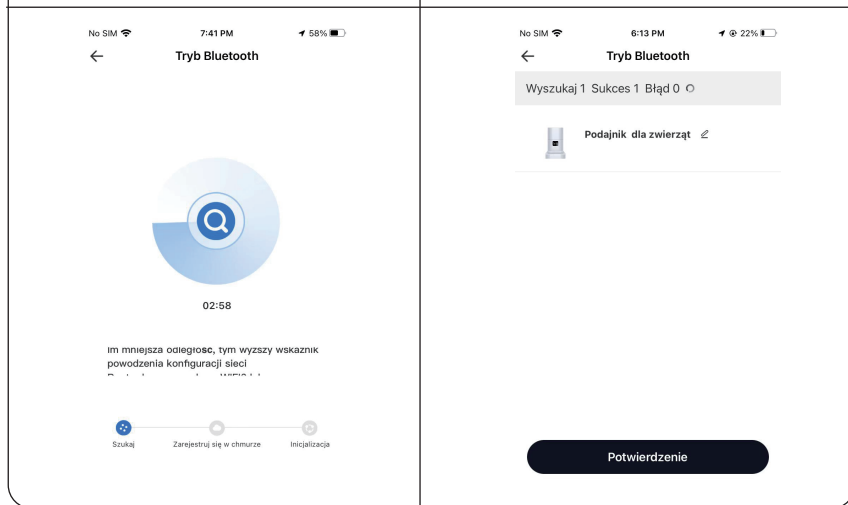 No SIM 7:41 PM 58%
Tryb Bluetooth
02:58
im mniejsza odległość, tym wyższy wskaźnik
powodzenia konfiguracji sieci
Szukaj Zarejestruj się w chmurze Inicjalizacja
No SIM 6:13 PM 22%
Tryb Bluetooth
Wyszukaj 1 Sukces 1 Błąd 0
Podajnik dla zwierząt
Potwierdzenie